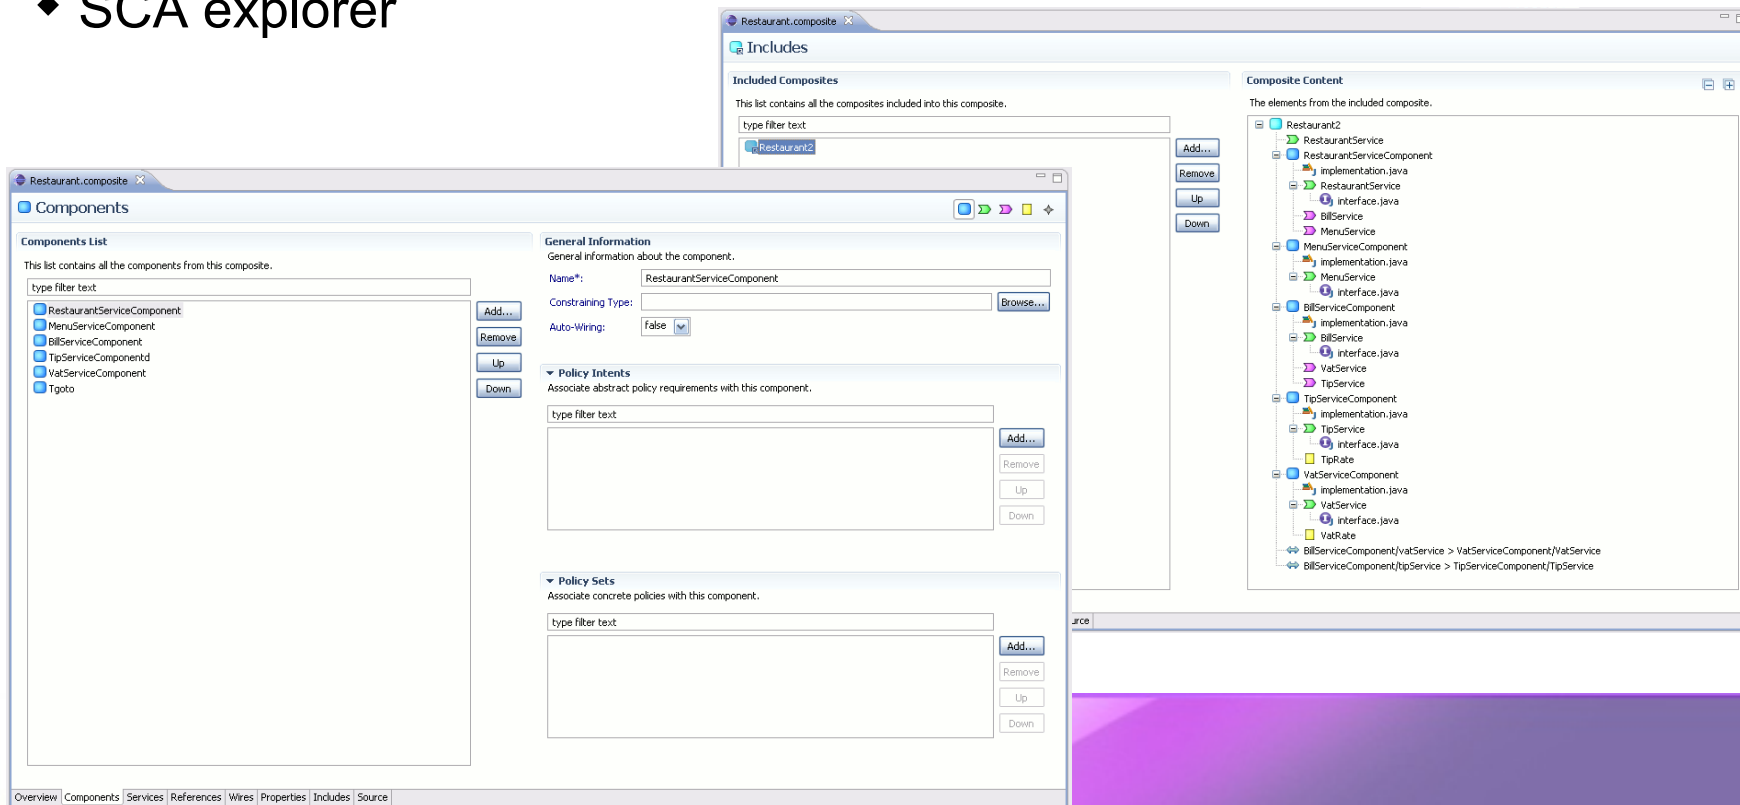 SCA explorer
Restaurant.composite
Includes
Included Composites
This list contains all the composites included into this composite.
type filter text
Restaurant2
Add...
Remove
Up
Down
Composite Content
The elements from the included composite.
Restaurant2
RestaurantService
RestaurantServiceComponent
implementation.java
RestaurantService
interface.java
BillService
MenuService
MenuServiceComponent
implementation.java
MenuService
interface.java
BillServiceComponent
implementation.java
BillService
interface.java
VatService
TipService
TipServiceComponent
implementation.java
TipService
interface.java
TipRate
VatServiceComponent
implementation.java
VatService
interface.java
VatRate
BillServiceComponent/vatService > VatServiceComponent/VatService
BillServiceComponent/tipService > TipServiceComponent/TipService
urce
Restaurant.composite
Components
Components List
This list contains all the components from this composite.
type filter text
RestaurantServiceComponent
MenuServiceComponent
BillServiceComponent
TipServiceComponentd
VatServiceComponent
Tgoto
Add...
Remove
Up
Down
General Information
General information about the component.
Name*: RestaurantServiceComponent
Constraining Type: Browse...
Auto-Wiring: false
Policy Intents
Associate abstract policy requirements with this component.
type filter text
Add...
Remove
Up
Down
Policy Sets
Associate concrete policies with this component.
type filter text
Add...
Remove
Up
Down
Overview Components Services References Wires Properties Includes Source